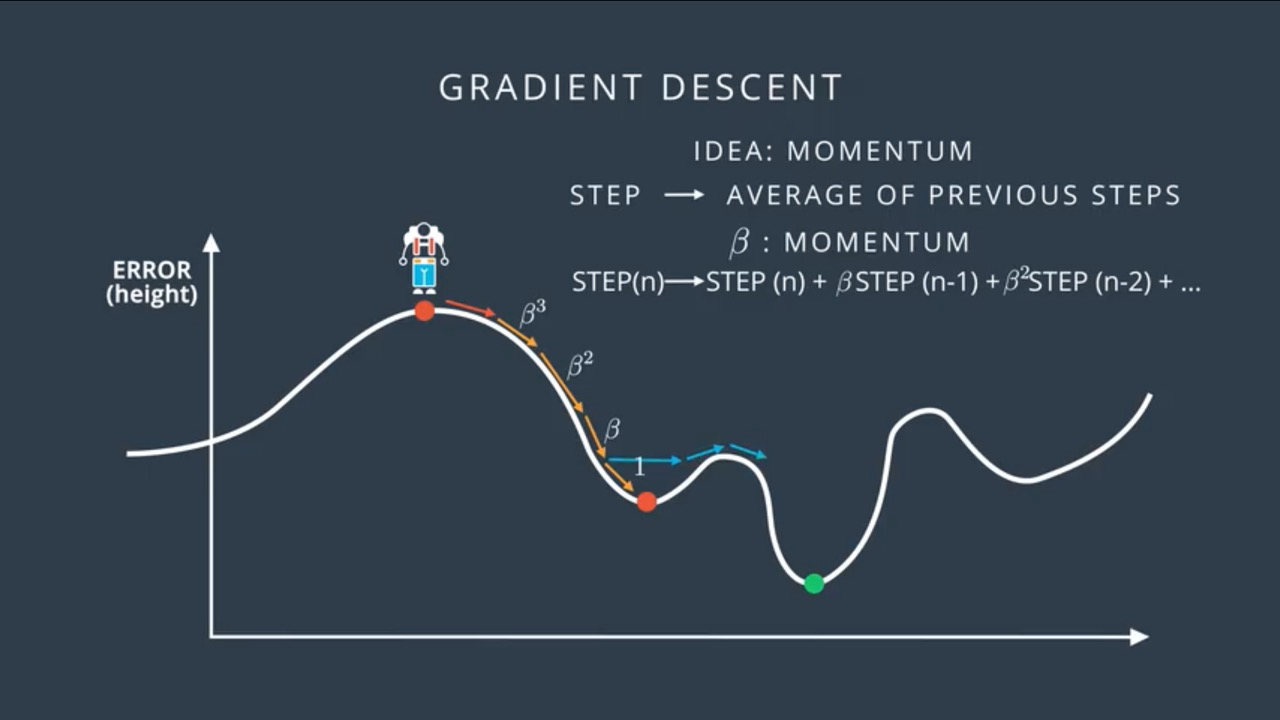 GRADIENT DESCENT
IDEA: MOMENTUM
STEP → AVERAGE OF PREVIOUS STEPS
β : MOMENTUM
STEP(n)→STEP (n) + βSTEP (n-1) + β²STEP (n-2) + ...
ERROR
(height)
β³
β²
β
1